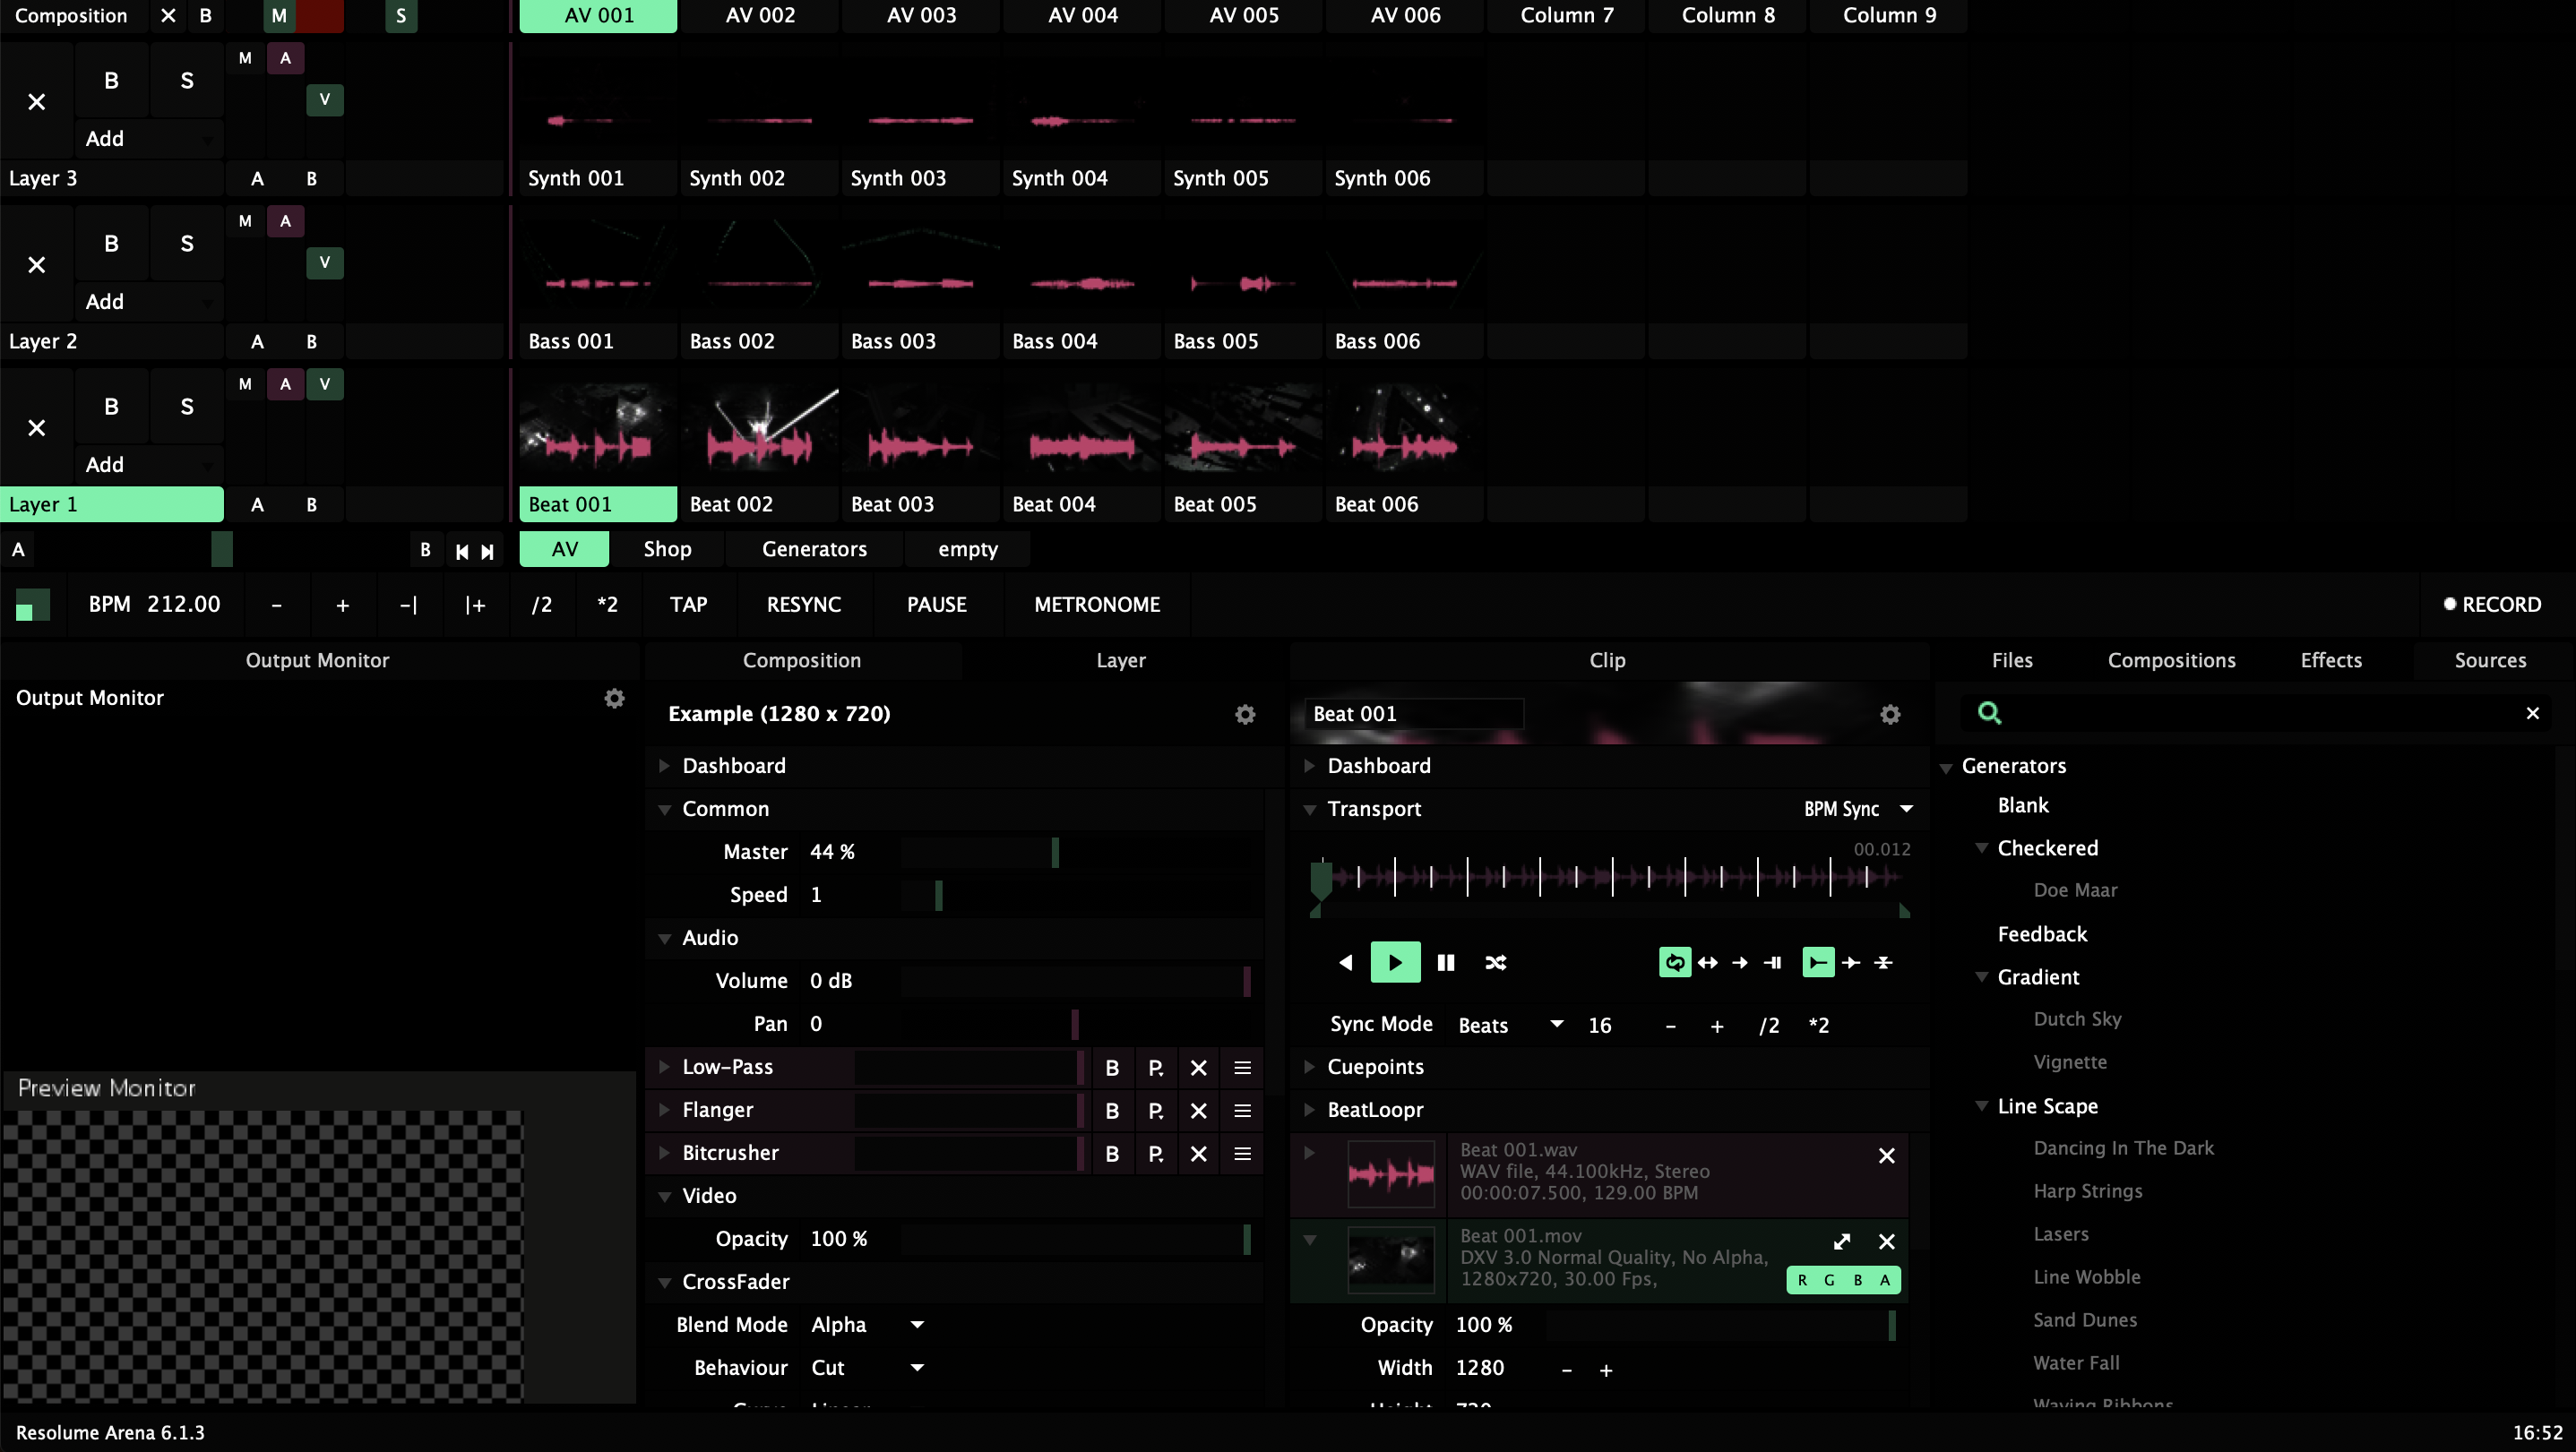 Composition B M S AV 001 AV 002 AV 003 AV 004 AV 005 AV 006 Column 7 Column 8 Column 9
B S M A V
Add
Layer 3 A B Synth 001 Synth 002 Synth 003 Synth 004 Synth 005 Synth 006
B S M A V
Add
Layer 2 A B Bass 001 Bass 002 Bass 003 Bass 004 Bass 005 Bass 006
B S M A V
Add
Layer 1 A B Beat 001 Beat 002 Beat 003 Beat 004 Beat 005 Beat 006
A B AV Shop Generators empty
BPM 212.00 - + -| |+ /2 *2 TAP RESYNC PAUSE METRONOME RECORD
Output Monitor
Output Monitor
Preview Monitor
Composition Layer
Example (1280 x 720)
Dashboard
Common
Master 44 %
Speed 1
Audio
Volume 0 dB
Pan 0
Low-Pass B P
Flanger B P
Bitcrusher B P
Video
Opacity 100 %
CrossFader
Blend Mode Alpha
Behaviour Cut
Clip
Beat 001
Dashboard
Transport BPM Sync
00.012
Sync Mode Beats 16 - + /2 *2
Cuepoints
BeatLoopr
Beat 001.wav
WAV file, 44.100kHz, Stereo
00:00:07.500, 129.00 BPM
Beat 001.mov
DXV 3.0 Normal Quality, No Alpha,
1280x720, 30.00 Fps,
R G B A
Opacity 100 %
Width 1280 - +
Files Compositions Effects Sources
Generators
Blank
Checkered
Doe Maar
Feedback
Gradient
Dutch Sky
Vignette
Line Scape
Dancing In The Dark
Harp Strings
Lasers
Line Wobble
Sand Dunes
Water Fall
Waving Ribbons
Resolume Arena 6.1.3 16:52